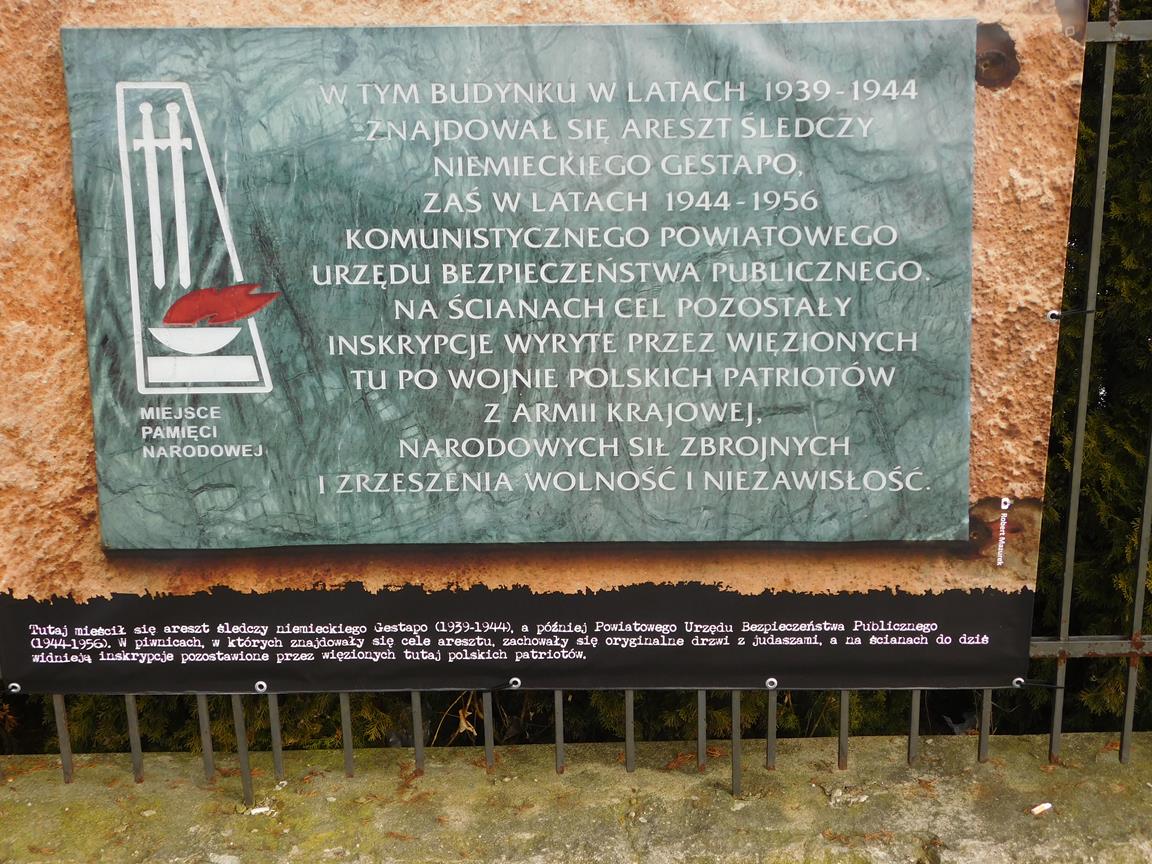 W TYM BUDYNKU W LATACH 1939-1944
ZNAJDOWAŁ SIĘ ARESZT ŚLEDCZY
NIEMIECKIEGO GESTAPO,
ZAŚ W LATACH 1944-1956
KOMUNISTYCZNEGO POWIATOWEGO
URZĘDU BEZPIECZEŃSTWA PUBLICZNEGO.
NA ŚCIANACH CEL POZOSTAŁY
INSKRYPCJE WYRYTE PRZEZ WIĘZIONYCH
TU PO WOJNIE POLSKICH PATRIOTÓW
Z ARMII KRAJOWEJ,
NARODOWYCH SIŁ ZBROJNYCH
I ZRZESZENIA WOLNOŚĆ I NIEZAWISŁOŚĆ.
MIEJSCE
PAMIĘCI
NARODOWEJ
Robert Mazurek
Tutaj mieścił się areszt śledczy niemieckiego Gestapo (1939-1944), a później Powiatowego Urzędu Bezpieczeństwa Publicznego
(1944-1956). W piwnicach, w których znajdowały się cele aresztu, zachowały się oryginalne drzwi z judaszami, a na ścianach do dziś
widnieją inskrypcje pozostawione przez więzionych tutaj polskich patriotów.